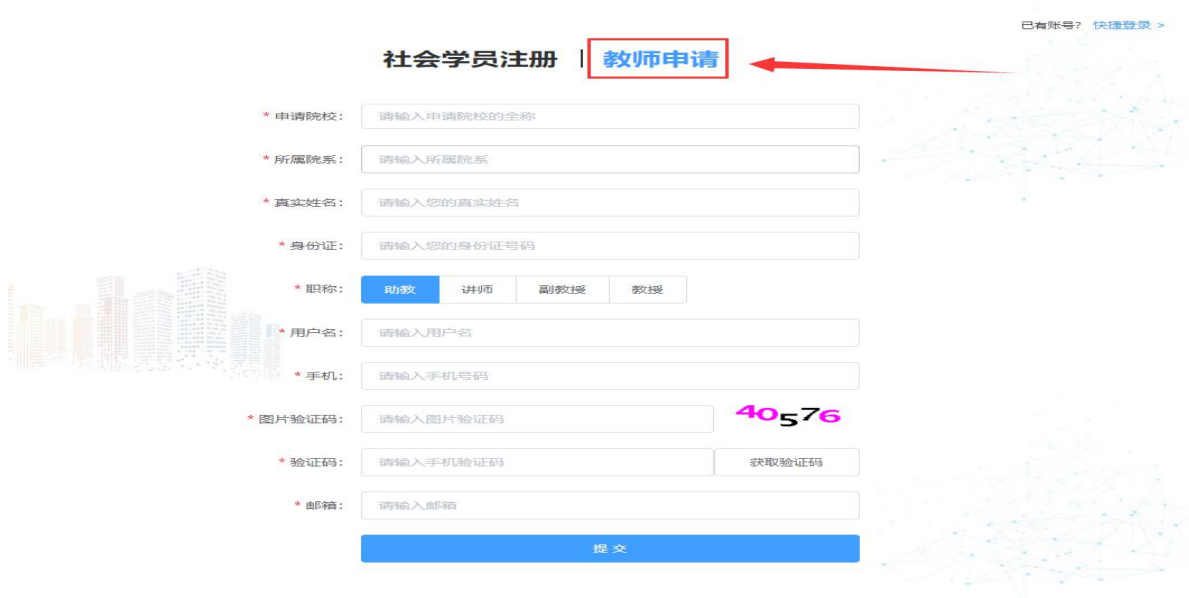 已有账号? 快捷登录 >
社会学员注册 | 教师申请
* 申请院校: 请输入申请院校的全称
* 所属院系: 请输入所属院系
* 真实姓名: 请输入您的真实姓名
* 身份证: 请输入您的身份证号码
* 职称: 助教 讲师 副教授 教授
* 用户名: 请输入用户名
* 手机: 请输入手机号码
* 图片验证码: 请输入图片验证码 40576
* 验证码: 请输入手机验证码 获取验证码
* 邮箱: 请输入邮箱
提交